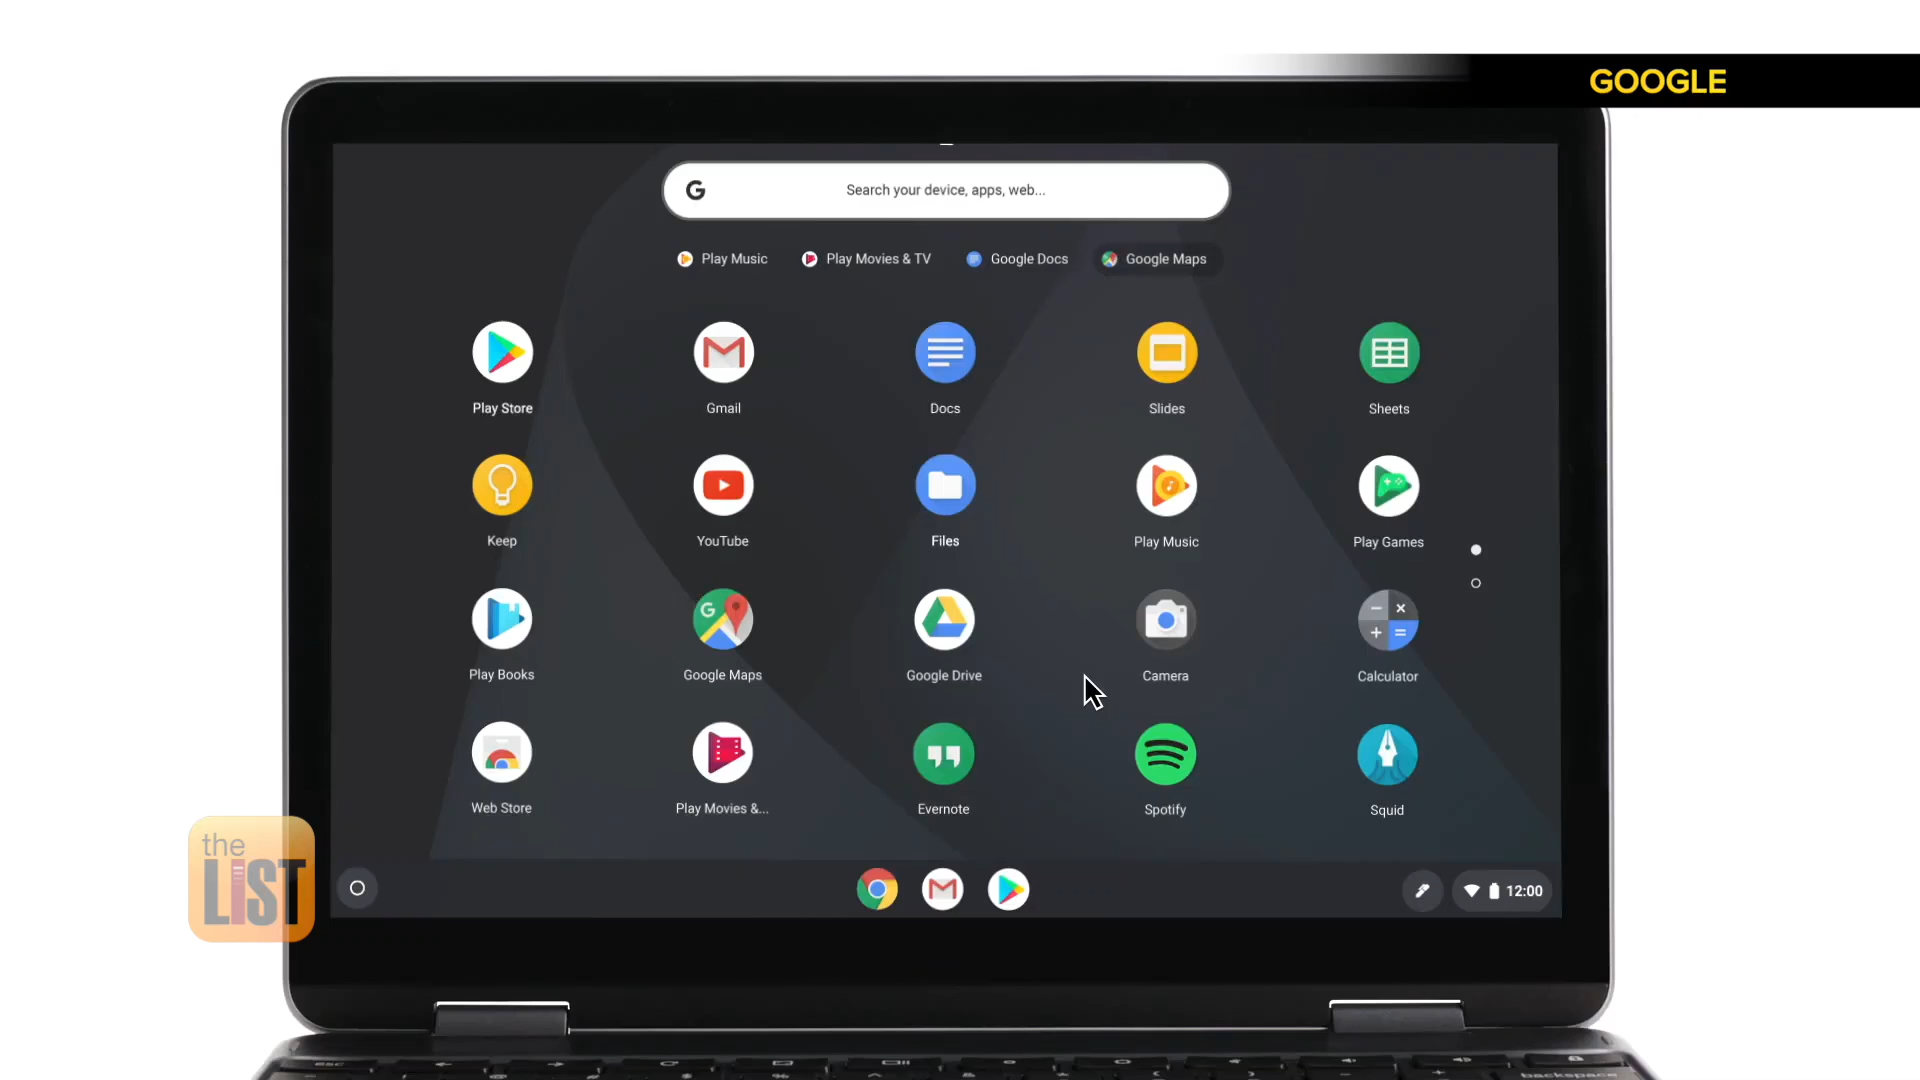 GOOGLE
G Search your device, apps, web...
Play Music Play Movies & TV Google Docs Google Maps
Play Store Gmail Docs Slides Sheets
Keep YouTube Files Play Music Play Games
Play Books Google Maps Google Drive Camera Calculator
Web Store Play Movies &... Evernote Spotify Squid
the
LiST
12:00
esc
backspace